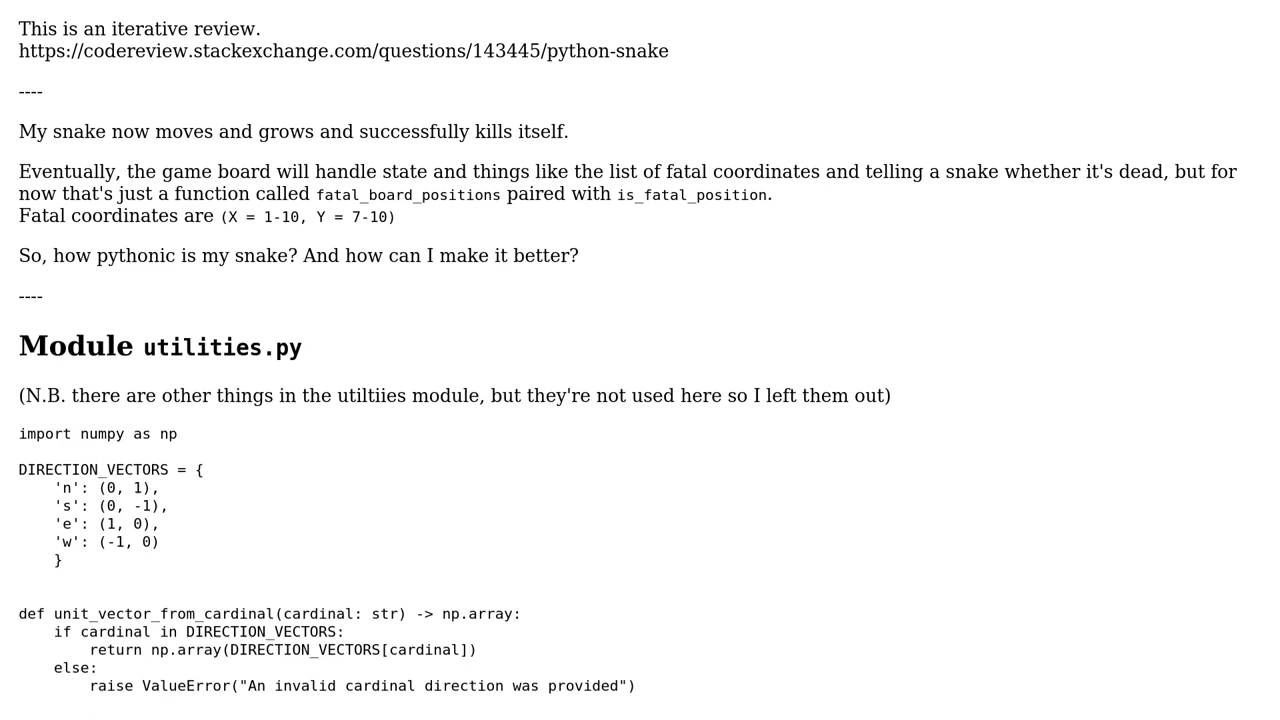 This is an iterative review.
https://codereview.stackexchange.com/questions/143445/python-snake
----
My snake now moves and grows and successfully kills itself.
Eventually, the game board will handle state and things like the list of fatal coordinates and telling a snake whether it's dead, but for
now that's just a function called fatal_board_positions paired with is_fatal_position.
Fatal coordinates are (X = 1-10, Y = 7-10)
So, how pythonic is my snake? And how can I make it better?
----
Module utilities.py
(N.B. there are other things in the utiltiies module, but they're not used here so I left them out)
import numpy as np
DIRECTION_VECTORS = {
    'n': (0, 1),
    's': (0, -1),
    'e': (1, 0),
    'w': (-1, 0)
    }
def unit_vector_from_cardinal(cardinal: str) -> np.array:
    if cardinal in DIRECTION_VECTORS:
        return np.array(DIRECTION_VECTORS[cardinal])
    else:
        raise ValueError("An invalid cardinal direction was provided")